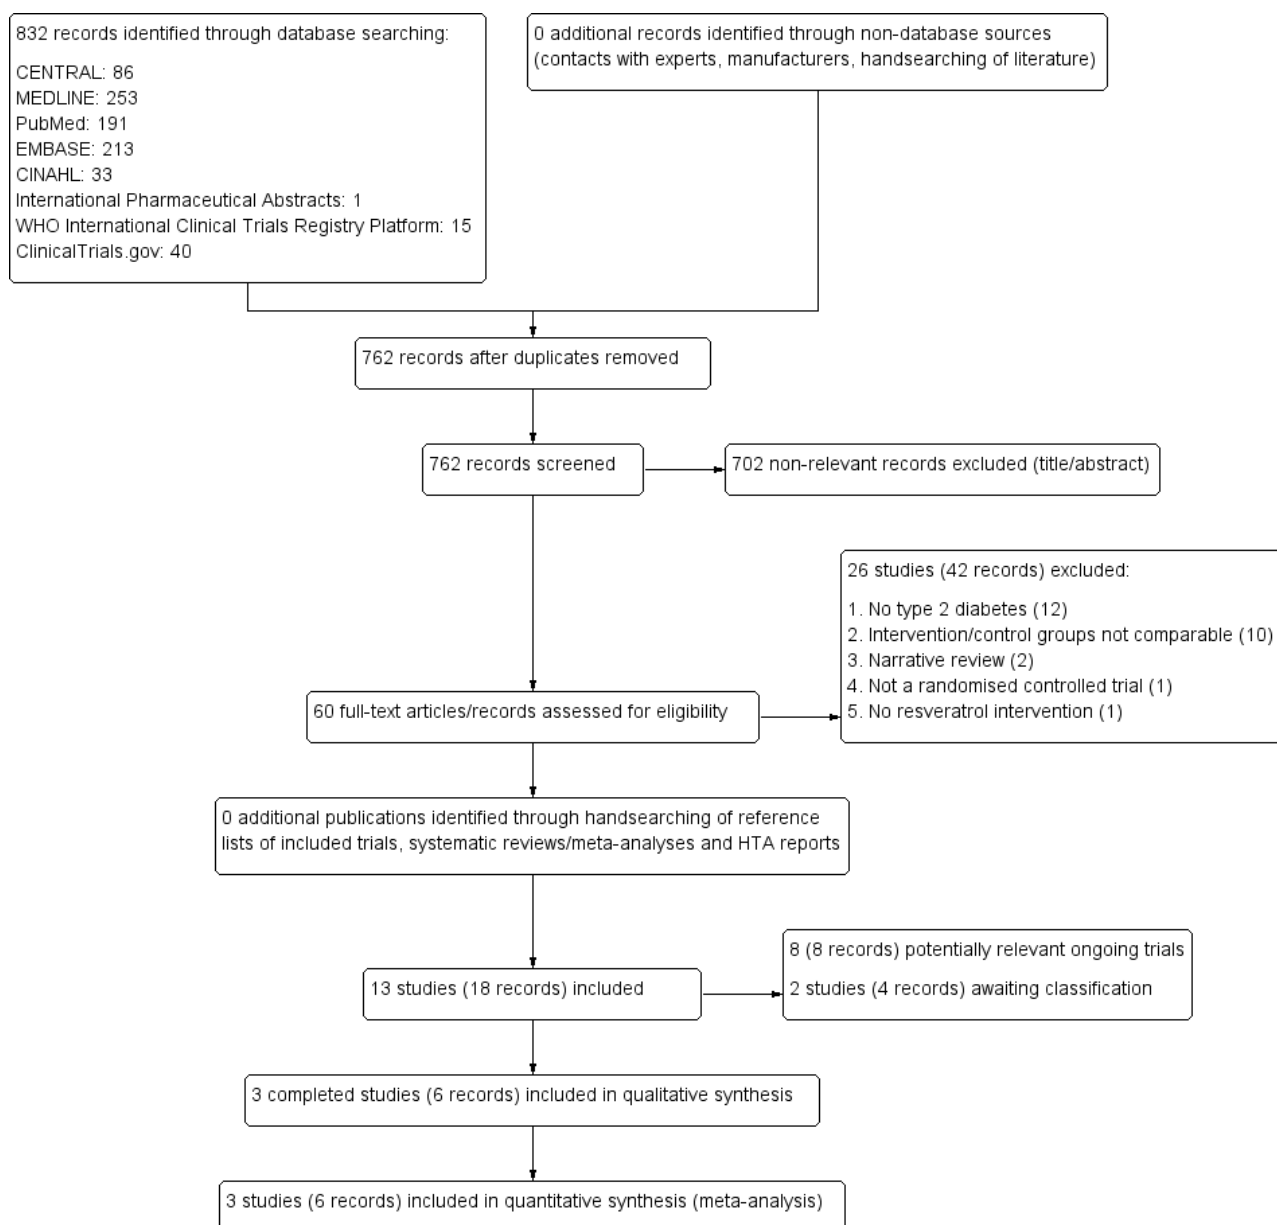 832 records identified through database searching:
CENTRAL: 86
MEDLINE: 253
PubMed: 191
EMBASE: 213
CINAHL: 33
International Pharmaceutical Abstracts: 1
WHO International Clinical Trials Registry Platform: 15
ClinicalTrials.gov: 40
0 additional records identified through non-database sources
(contacts with experts, manufacturers, handsearching of literature)
762 records after duplicates removed
762 records screened
702 non-relevant records excluded (title/abstract)
26 studies (42 records) excluded:
1. No type 2 diabetes (12)
2. Intervention/control groups not comparable (10)
3. Narrative review (2)
4. Not a randomised controlled trial (1)
5. No resveratrol intervention (1)
60 full-text articles/records assessed for eligibility
0 additional publications identified through handsearching of reference
lists of included trials, systematic reviews/meta-analyses and HTA reports
8 (8 records) potentially relevant ongoing trials
2 studies (4 records) awaiting classification
13 studies (18 records) included
3 completed studies (6 records) included in qualitative synthesis
3 studies (6 records) included in quantitative synthesis (meta-analysis)